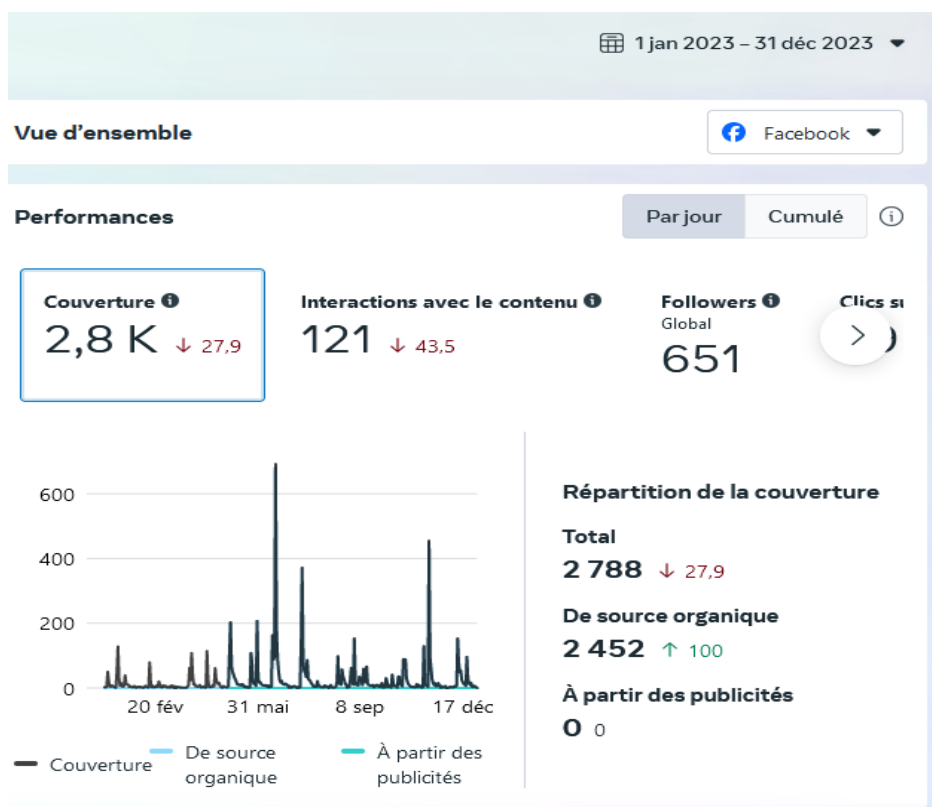 1 jan 2023 – 31 déc 2023
Vue d'ensemble
Facebook
Performances
Par jour
Cumulé
Couverture
2,8 K ↓ 27,9
Interactions avec le contenu
121 ↓ 43,5
Followers
Global
651
Clics
600
400
200
0
20 fév 31 mai 8 sep 17 déc
Couverture
De source
organique
À partir des
publicités
Répartition de la couverture
Total
2 788 ↓ 27,9
De source organique
2 452 ↑ 100
À partir des publicités
0 0